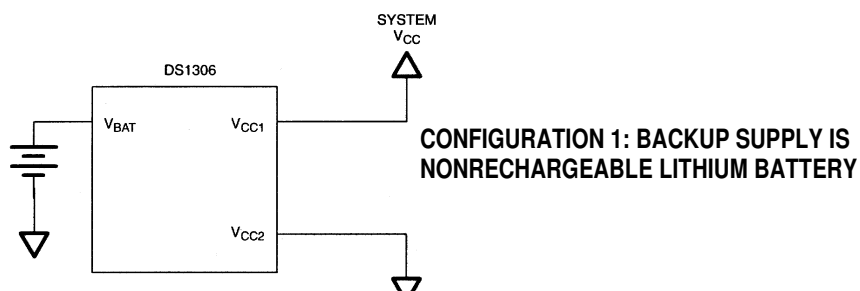 SYSTEM
VCC
DS1306
VBAT
VCC1
CONFIGURATION 1: BACKUP SUPPLY IS
NONRECHARGEABLE LITHIUM BATTERY
VCC2